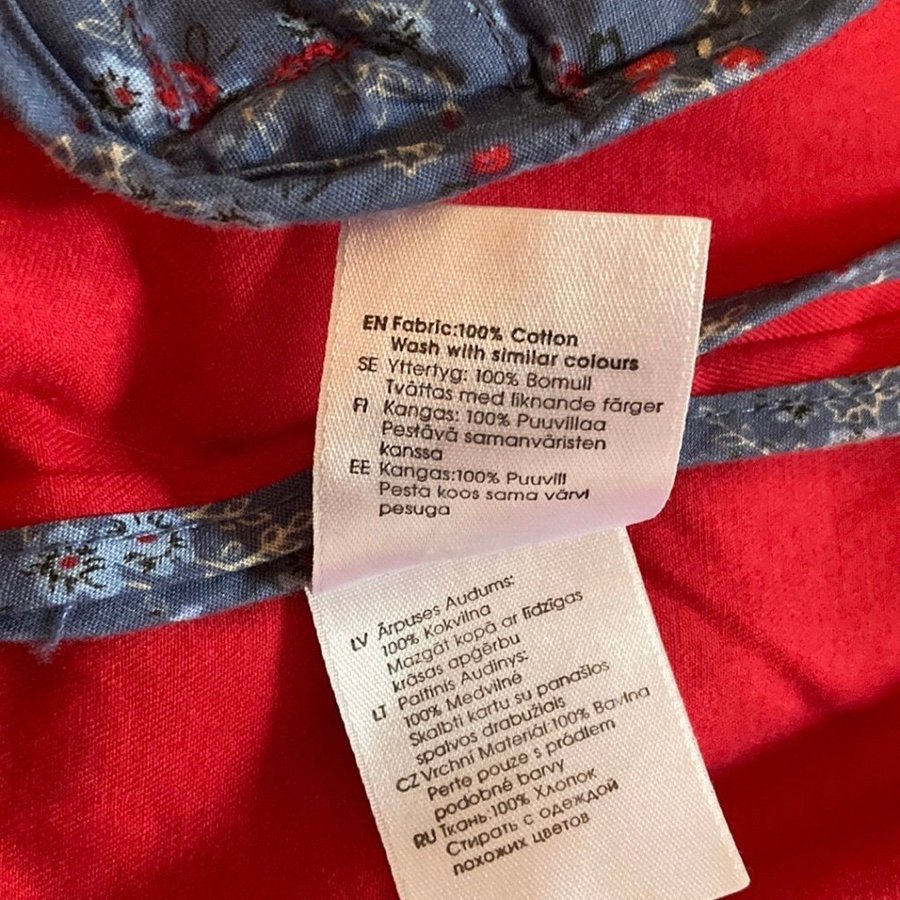 EN Fabric:100% Cotton
Wash with similar colours
SE Yttertyg: 100% Bomull
Tvättas med liknande färger
FI Kangas: 100% Puuvillaa
Pestävä samanväristen
kanssa
EE Kangas:100% Puuvill
Pesta koos sama värvi
pesuga
LV Ārpuses Audums:
100% Kokvilna
Mazgāt kopā ar līdzīgas
krāsas apģērbu
LT Paltinis Audinys:
100% Medvilnė
Skalbti kartu su panašios
spalvos drabužiais
CZ Vrchni Materiál:100% Bavlna
Perte pouze s prádlem
podobné barvy
RU Ткань:100% Хлопок
Стирать с одеждой
похожих цветов